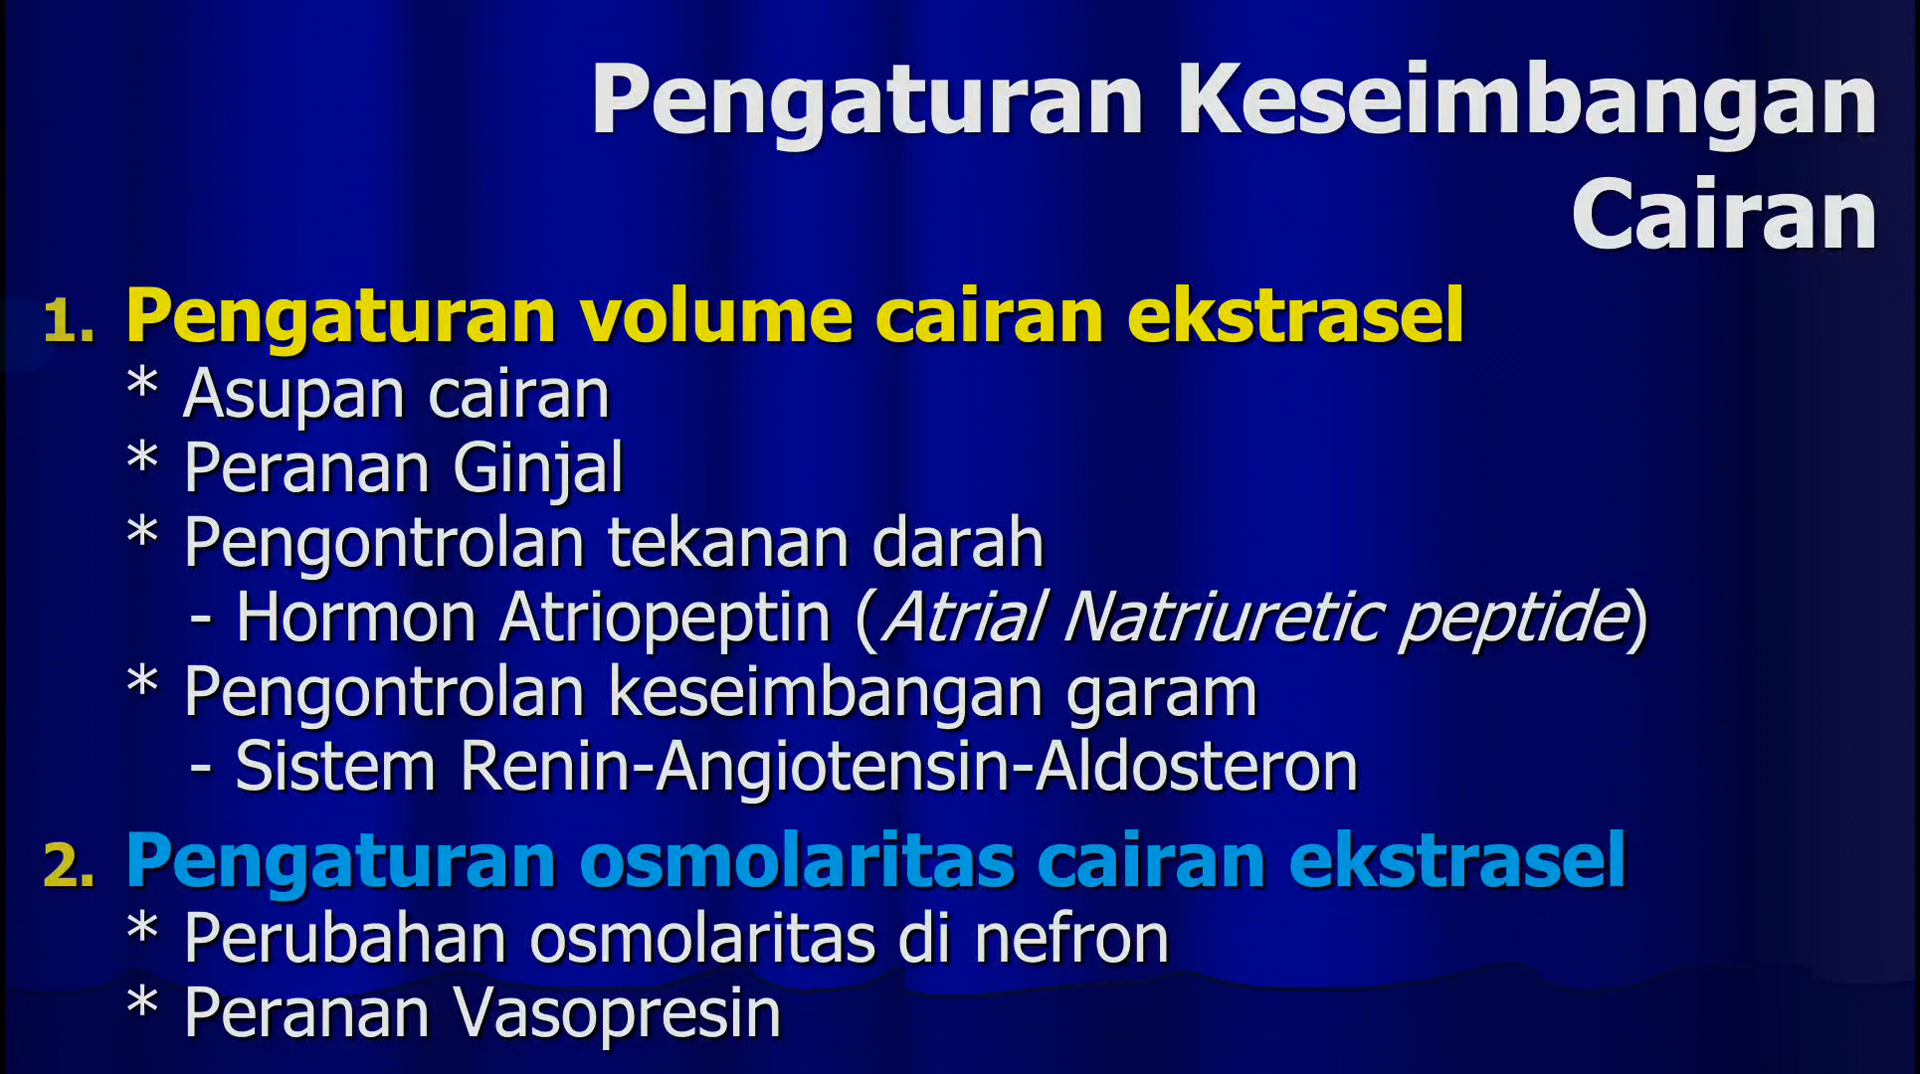 Pengaturan Keseimbangan
Cairan
1. Pengaturan volume cairan ekstrasel
* Asupan cairan
* Peranan Ginjal
* Pengontrolan tekanan darah
- Hormon Atriopeptin (Atrial Natriuretic peptide)
* Pengontrolan keseimbangan garam
- Sistem Renin-Angiotensin-Aldosteron
2. Pengaturan osmolaritas cairan ekstrasel
* Perubahan osmolaritas di nefron
* Peranan Vasopresin